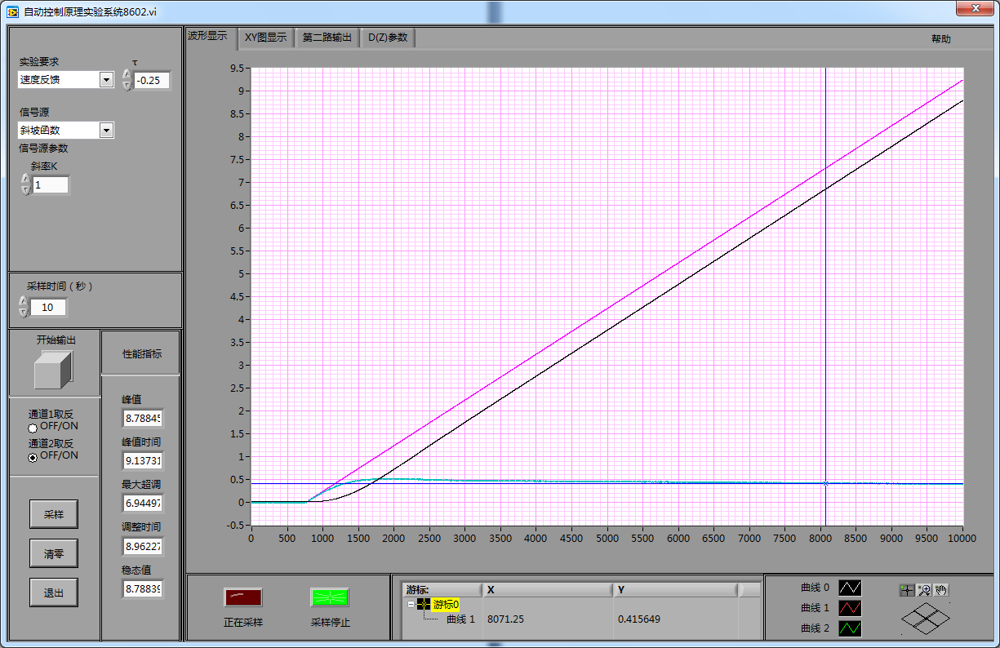 自动控制原理实验系统8602.vi
实验要求
τ
速度反馈
-0.25
信号源
斜坡函数
信号源参数
斜率K
1
采样时间（秒）
10
开始输出
性能指标
通道1取反
OFF/ON
通道2取反
OFF/ON
峰值
8.78845
峰值时间
9.13731
最大超调
6.94497
调整时间
8.96227
稳态值
8.78839
采样
清零
退出
波形显示
XY图显示
第二路输出
D(Z)参数
帮助
9.5
9
8.5
8
7.5
7
6.5
6
5.5
5
4.5
4
3.5
3
2.5
2
1.5
1
0.5
0
-0.5
0 500 1000 1500 2000 2500 3000 3500 4000 4500 5000 5500 6000 6500 7000 7500 8000 8500 9000 9500 10000
正在采样
采样停止
游标: X Y
游标0
曲线 1 8071.25 0.415649
曲线 0
曲线 1
曲线 2